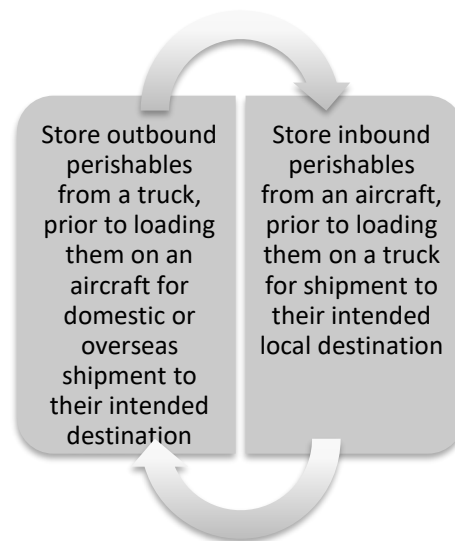 Store outbound
perishables
from a truck,
prior to loading
them on an
aircraft for
domestic or
overseas
shipment to
their intended
destination
Store inbound
perishables
from an aircraft,
prior to loading
them on a truck
for shipment to
their intended
local destination